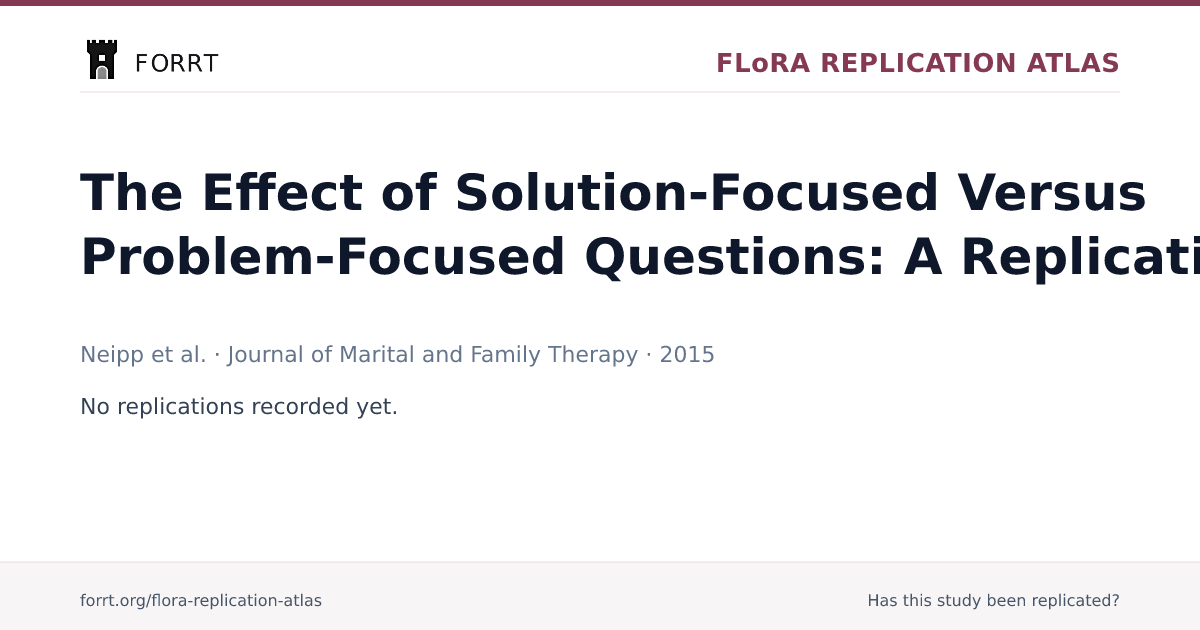 FORRT
FLoRA REPLICATION ATLAS
The Effect of Solution-Focused Versus
Problem-Focused Questions: A Replicati
Neipp et al. · Journal of Marital and Family Therapy · 2015
No replications recorded yet.
forrt.org/flora-replication-atlas
Has this study been replicated?